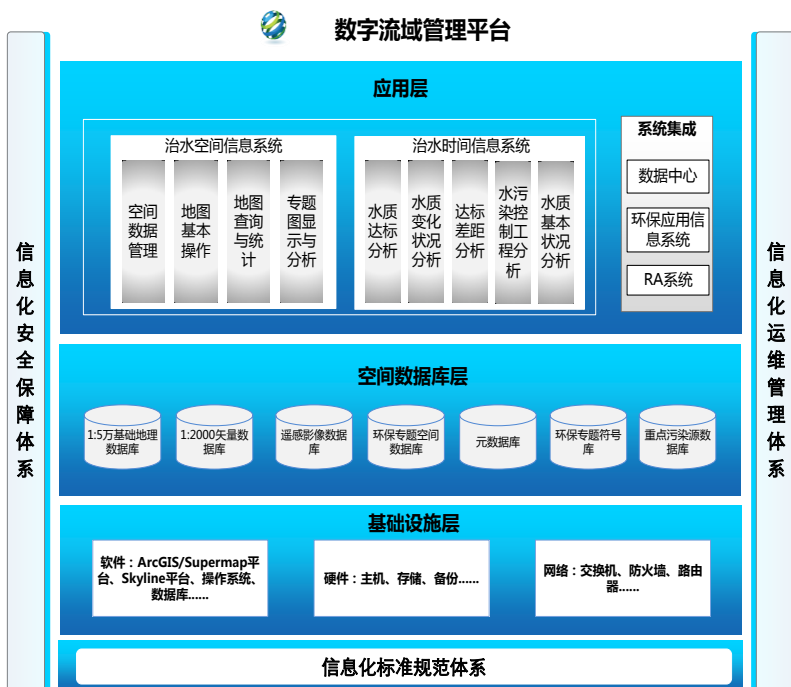 数字流域管理平台
信
息
化
安
全
保
障
体
系
应用层
治水空间信息系统
空间
数据
管理
地图
基本
操作
地图
查询
与统
计
专题
图显
示与
分析
治水时间信息系统
水质
达标
分析
水质
变化
状况
分析
达标
差距
分析
水污
染控
制工
程分
析
水质
基本
状况
分析
系统集成
数据中心
环保应用信
息系统
RA系统
空间数据库层
1:5万基础地理
数据库
1:2000矢量数
据库
遥感影像数据
库
环保专题空间
数据库
元数据库
环保专题符号
库
重点污染源数
据库
基础设施层
软件：ArcGIS/Supermap平
台、Skyline平台、操作系统、
数据库......
硬件：主机、存储、备份......
网络：交换机、防火墙、路由
器......
信息化标准规范体系
信
息
化
运
维
管
理
体
系